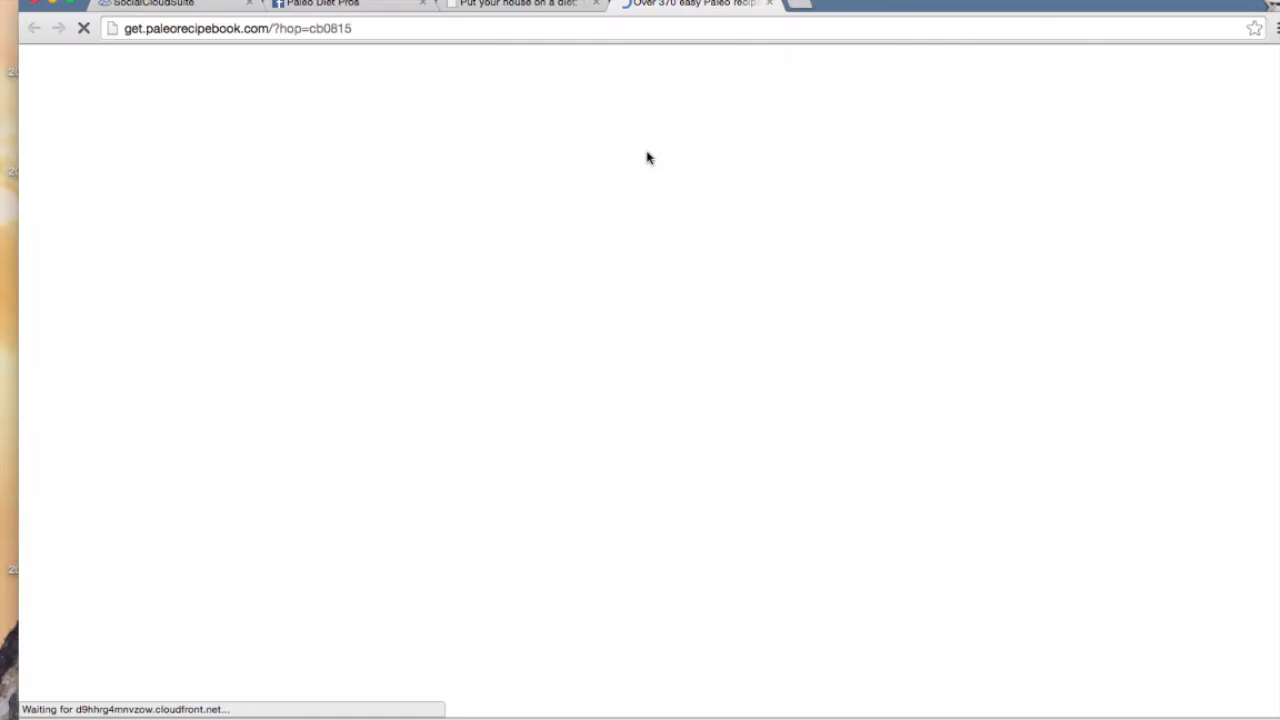 SocialCloudSuite
Paleo Diet Pros
Put your house on a diet:
Over 370 easy Paleo recip
get.paleorecipebook.com/?hop=cb0815
Waiting for d9hhrg4mnvzow.cloudfront.net...